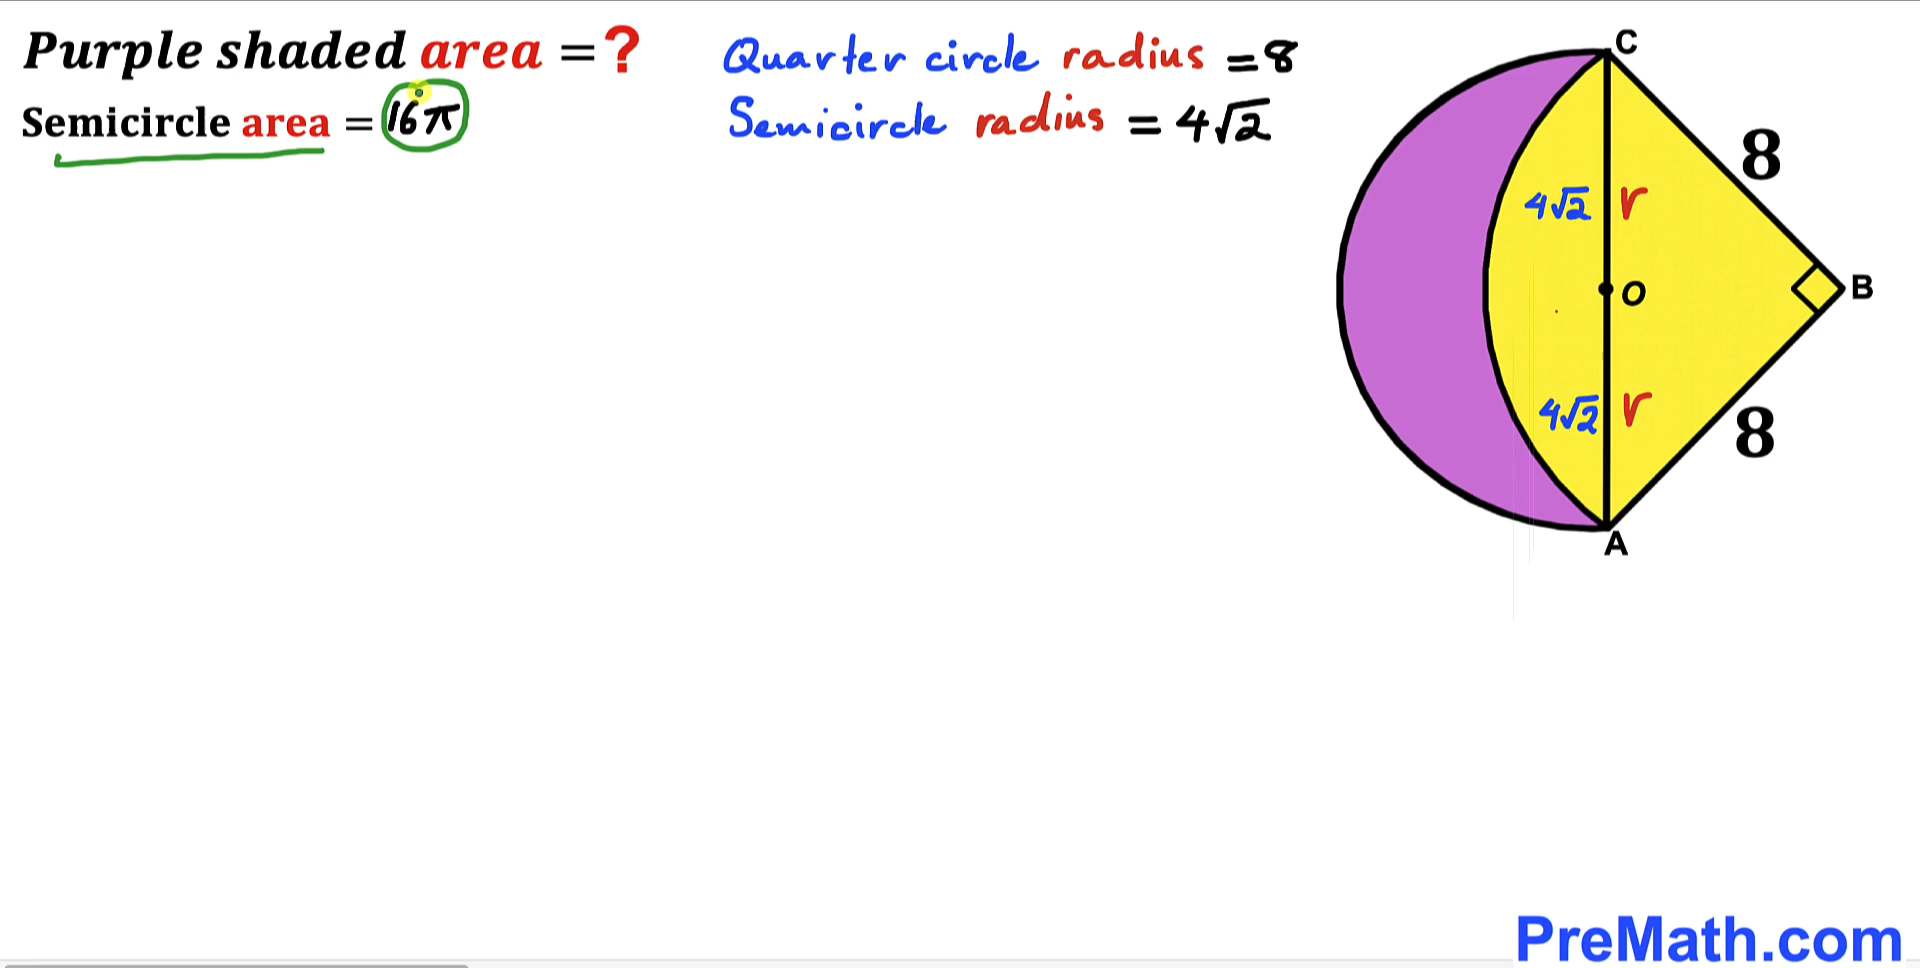 Purple shaded area = ?
Semicircle area = 16π
Quarter circle radius = 8
Semicircle radius = 4√2
C
8
4√2 r
O
B
4√2 r
8
A
PreMath.com